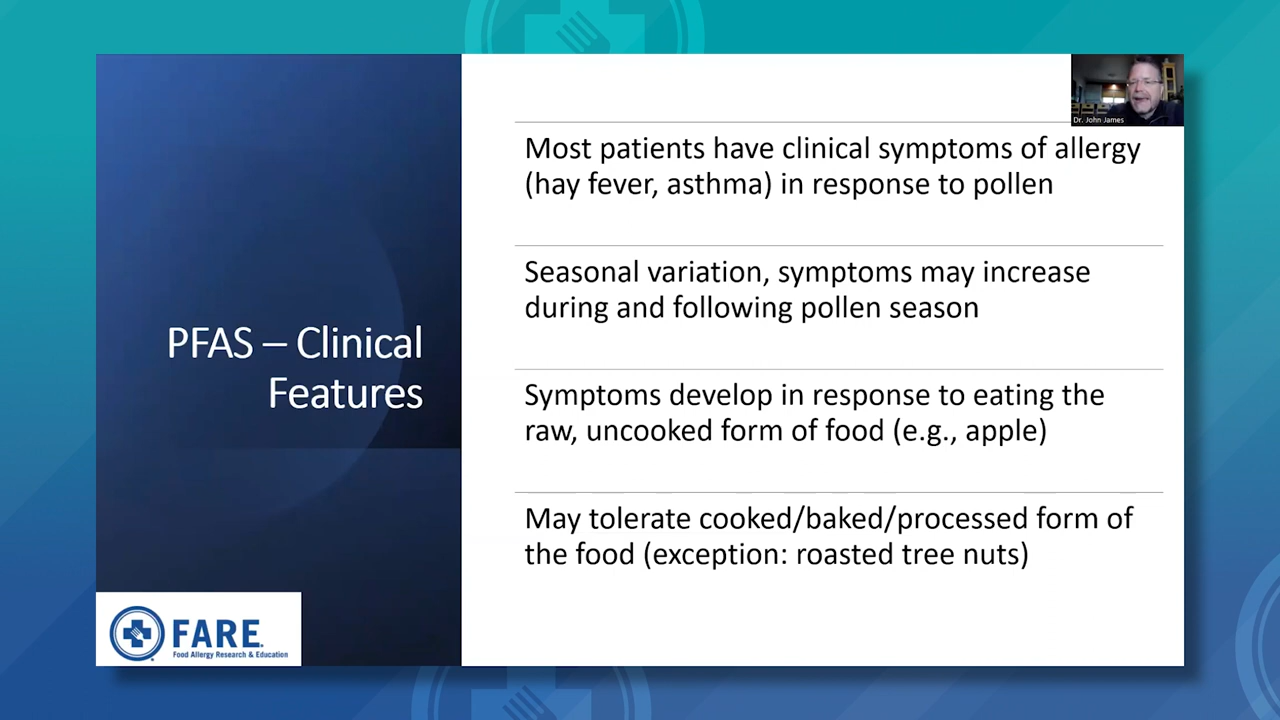 Dr. John James
Most patients have clinical symptoms of allergy
(hay fever, asthma) in response to pollen
Seasonal variation, symptoms may increase
during and following pollen season
PFAS – Clinical
Features
Symptoms develop in response to eating the
raw, uncooked form of food (e.g., apple)
May tolerate cooked/baked/processed form of
the food (exception: roasted tree nuts)
FARE
Food Allergy Research & Education